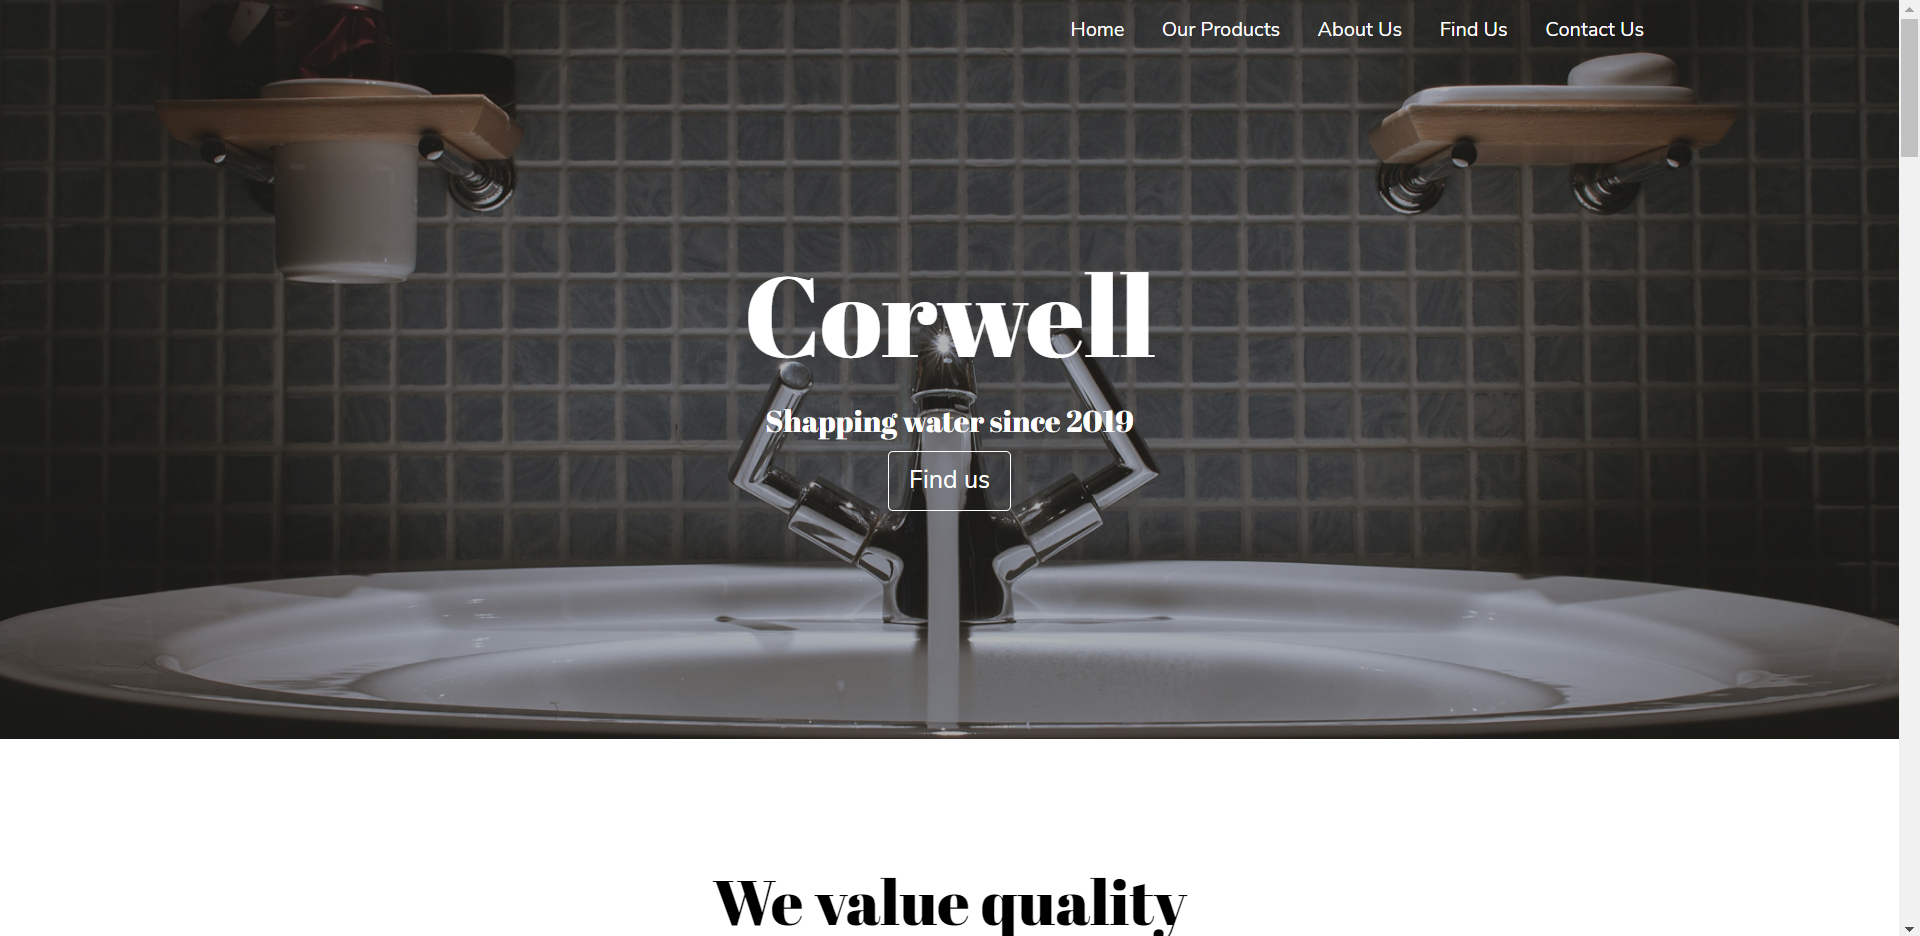 Home Our Products About Us Find Us Contact Us
Corwell
Shapping water since 2019
Find us
We value quality